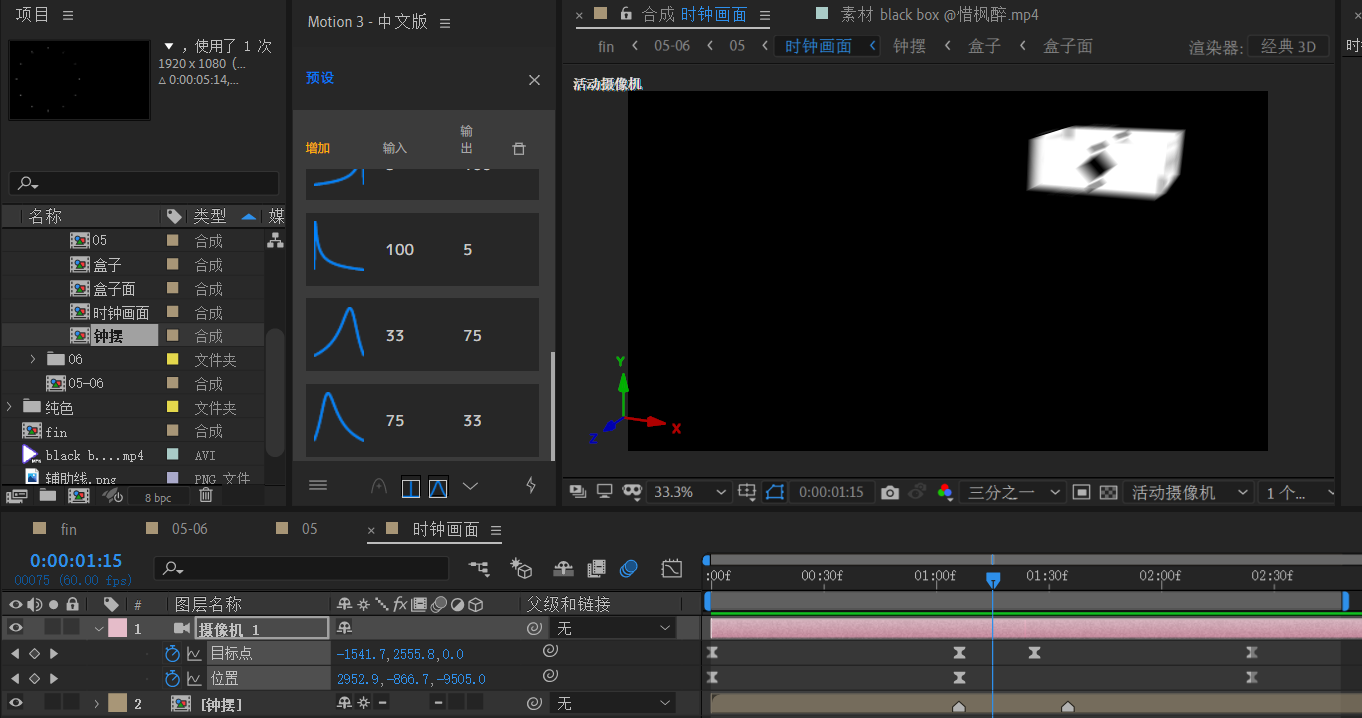 项目
, 使用了 1 次
1920 x 1080 (...
△ 0:00:05:14,...
名称 类型 媒
05 合成
盒子 合成
盒子面 合成
时钟画面 合成
钟摆 合成
06 文件夹
05-06 合成
纯色 文件夹
fin 合成
black b....mp4 AVI
辅助线.png PNG 文件
8 bpc
Motion 3 - 中文版
预设
增加 输入 输出
100 5
33 75
75 33
合成 时钟画面 素材 black box @惜枫醉.mp4
fin 05-06 05 时钟画面 钟摆 盒子 盒子面 渲染器: 经典 3D
活动摄像机
Y
X
Z
33.3% 0:00:01:15 三分之一 活动摄像机 1 个...
fin 05-06 05 时钟画面
0:00:01:15
00075 (60.00 fps)
:00f 00:30f 01:00f 01:30f 02:00f 02:30f
# 图层名称 fx 父级和链接
1 摄像机 1 无
目标点 -1541.7,2555.8,0.0
位置 2952.9,-866.7,-9505.0
2 [钟摆] 无